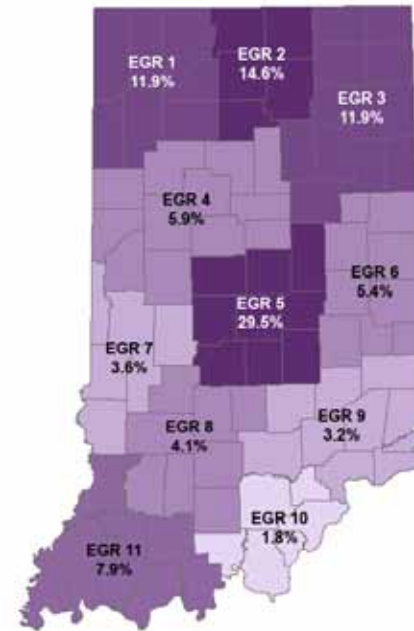 EGR 1
11.9%
EGR 2
14.6%
EGR 3
11.9%
EGR 4
5.9%
EGR 5
29.5%
EGR 6
5.4%
EGR 7
3.6%
EGR 8
4.1%
EGR 9
3.2%
EGR 10
1.8%
EGR 11
7.9%